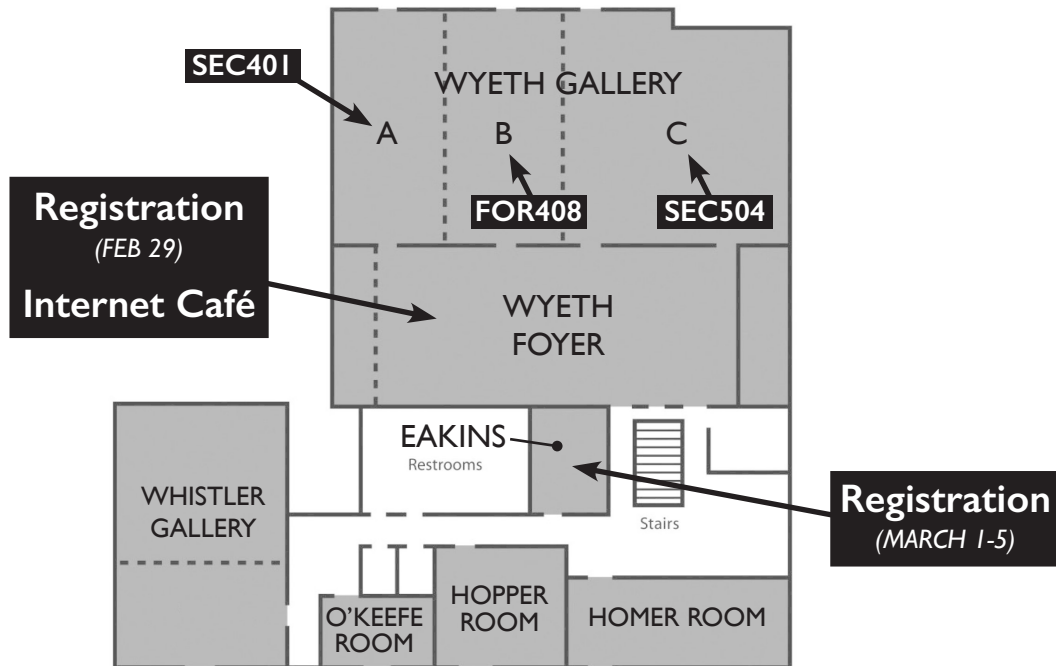 SEC401
WYETH GALLERY
A
B
C
FOR408
SEC504
Registration
(FEB 29)
Internet Café
WYETH
FOYER
EAKINS
Restrooms
WHISTLER
GALLERY
Stairs
Registration
(MARCH 1-5)
O'KEEFE
ROOM
HOPPER
ROOM
HOMER ROOM